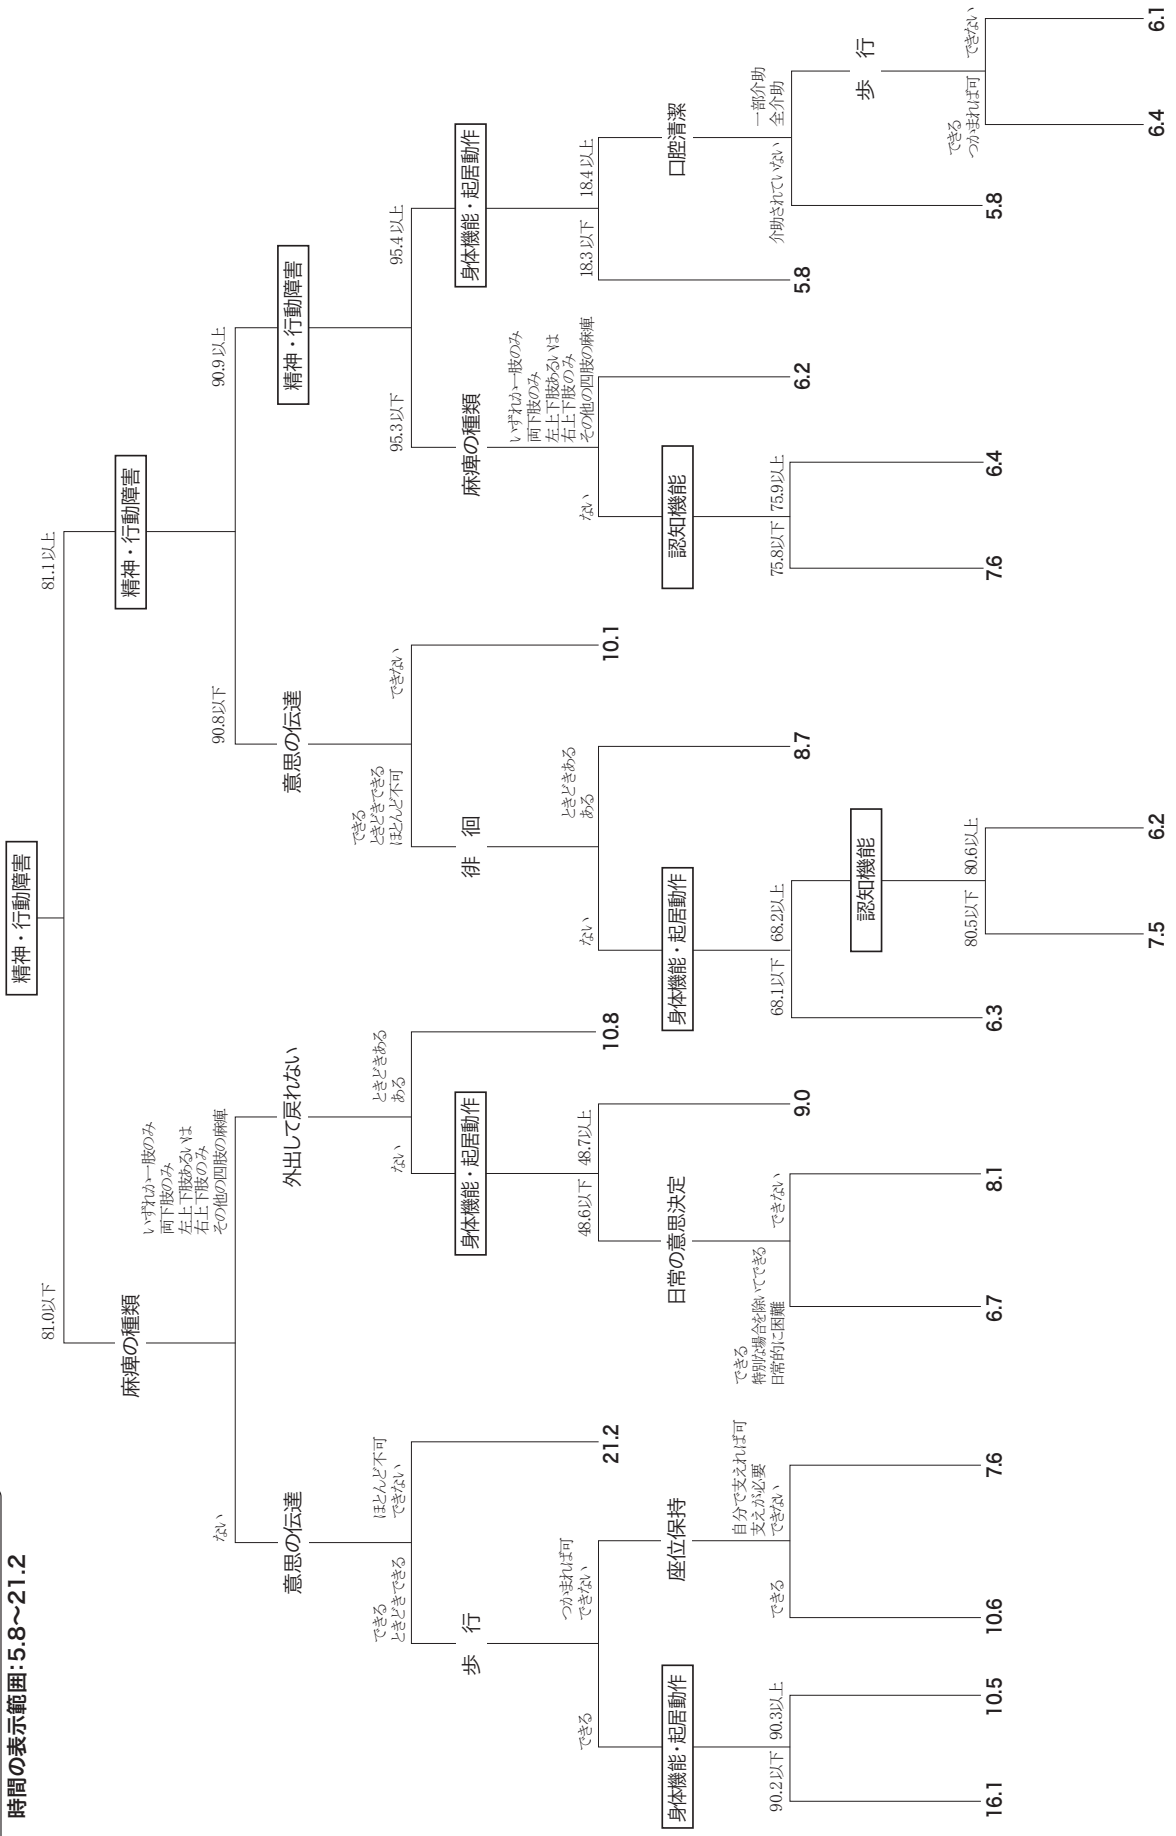 時間の表示範囲：5.8〜21.2
精神・行動障害
81.0以下
81.1以上
麻痺の種類
精神・行動障害
ない
いずれか一肢のみ
両下肢のみ
左上下肢あるいは
右上下肢のみ
その他の四肢の麻痺
90.8以下
90.9以上
意思の伝達
外出して戻れない
意思の伝達
精神・行動障害
できる
ときどきできる
ほとんど不可
できない
ない
ときどきある
ある
できる
ときどきできる
ほとんど不可
できない
95.3以下
95.4以上
歩　行
21.2
身体機能・起居動作
10.8
徘　徊
10.1
麻痺の種類
身体機能・起居動作
できる
つかまれば可
できない
48.6以下
48.7以上
ない
ときどきある
ある
ない
いずれか一肢のみ
両下肢のみ
左上下肢あるいは
右上下肢のみ
その他の四肢の麻痺
18.3以下
18.4以上
身体機能・起居動作
座位保持
日常の意思決定
9.0
身体機能・起居動作
8.7
認知機能
6.2
5.8
口腔清潔
90.2以下
90.3以上
できる
自分で支えれば可
支えが必要
できない
できる
特別な場合を除いてできる
日常的に困難
できない
68.1以下
68.2以上
75.8以下
75.9以上
介助されていない
一部介助
全介助
16.1
10.5
10.6
7.6
6.7
8.1
6.3
認知機能
7.6
6.4
5.8
歩　行
80.5以下
80.6以上
できる
つかまれば可
できない
7.5
6.2
6.4
6.1